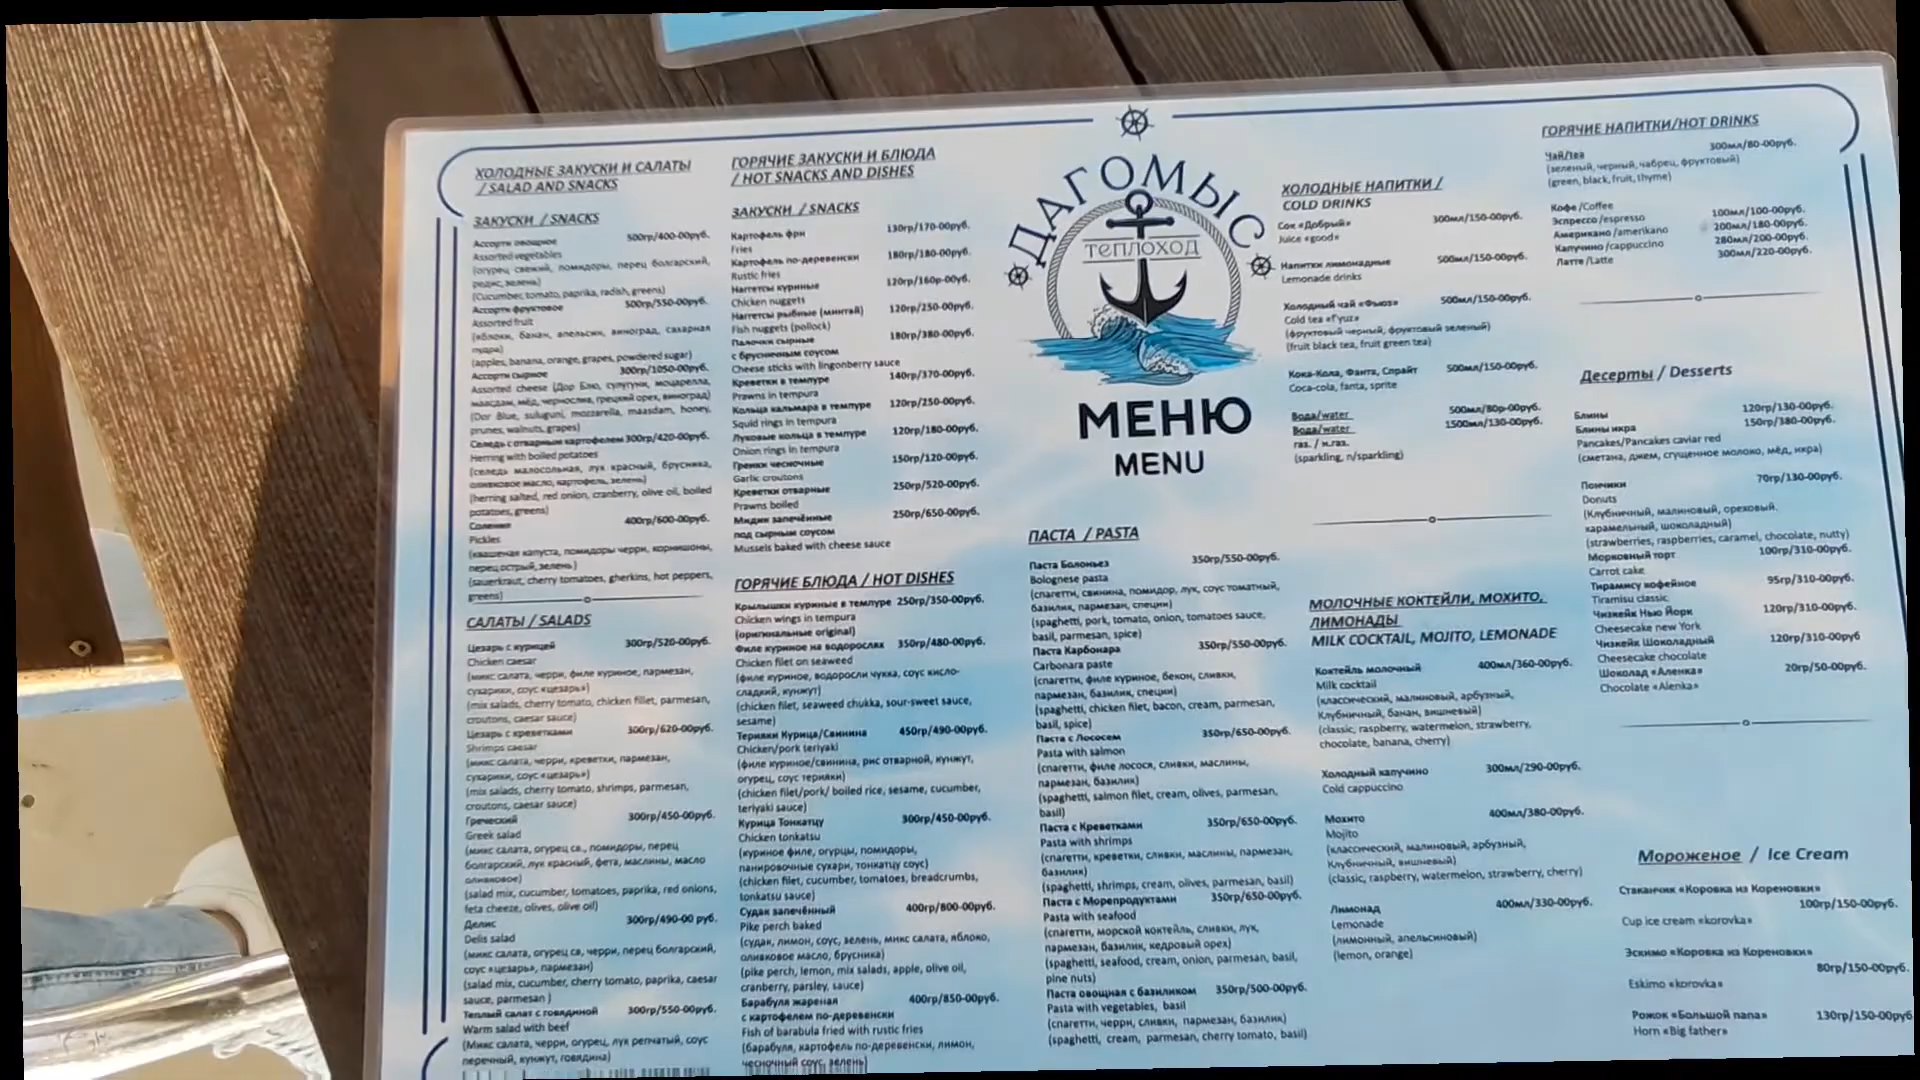 ХОЛОДНЫЕ ЗАКУСКИ И САЛАТЫ
/ SALAD AND SNACKS
ЗАКУСКИ / SNACKS
Ассорти овощное 500гр/400-00руб.
Assorted vegetables
(огурец свежий, помидоры, перец болгарский,
редис, зелень)
(Cucumber, tomato, paprika, radish, greens)
Ассорти фруктовое 500гр/550-00руб.
Assorted fruit
(яблоки, банан, апельсин, виноград, сахарная
пудра)
(apples, banana, orange, grapes, powdered sugar)
Ассорти сырное 300гр/1050-00руб.
Assorted cheese (Дор Блю, сулугуни, моцарелла,
маасдам, мёд, чернослив, грецкий орех, виноград)
(Dor Blue, suluguni, mozzarella, maasdam, honey,
prunes, walnuts, grapes)
Селедь с отварным картофелем 300гр/420-00руб.
Herring with boiled potatoes
(селедь малосольная, лук красный, брусника,
оливковое масло, картофель, зелень)
(herring salted, red onion, cranberry, olive oil, boiled
potatoes, greens)
Соления 400гр/600-00руб.
Pickles
(квашеная капуста, помидоры черри, корнишоны,
перец острый, зелень)
(sauerkraut, cherry tomatoes, gherkins, hot peppers,
greens)
САЛАТЫ / SALADS
Цезарь с курицей 300гр/520-00руб.
Chicken caesar
(микс салата, черри, филе куриное, пармезан,
сухарики, соус «цезарь»)
(mix salads, cherry tomato, chicken fillet, parmesan,
croutons, caesar sauce)
Цезарь с креветками 300гр/620-00руб.
Shrimps caesar
(микс салата, черри, креветки, пармезан,
сухарики, соус «цезарь»)
(mix salads, cherry tomato, shrimps, parmesan,
croutons, caesar sauce)
Греческий 300гр/450-00руб.
Greek salad
(микс салата, огурец св., помидоры, перец
болгарский, лук красный, фета, маслины, масло
оливковое)
(salad mix, cucumber, tomatoes, paprika, red onions,
feta cheeze, olives, olive oil)
Делис 300гр/490-00 руб.
Delis salad
(микс салата, огурец св, черри, перец болгарский,
соус «цезарь», пармезан)
(salad mix, cucumber, cherry tomato, paprika, caesar
sauce, parmesan )
Теплый салат с говядиной 300гр/550-00руб.
Warm salad with beef
(Микс салата, черри, огурец, лук репчатый, соус
перечный, кунжут, говядина)
ГОРЯЧИЕ ЗАКУСКИ И БЛЮДА
/ HOT SNACKS AND DISHES
ЗАКУСКИ / SNACKS
Картофель фри 130гр/170-00руб.
Fries
Картофель по-деревенски 180гр/180-00руб.
Rustic fries
Наггетсы куриные 120гр/160р-00уб.
Chicken nuggets
Наггетсы рыбные (минтай) 120гр/250-00руб.
Fish nuggets (pollock)
Палочки сырные 180гр/380-00руб.
с брусничным соусом
Cheese sticks with lingonberry sauce
Креветки в темпуре 140гр/370-00руб.
Prawns in tempura
Кольца кальмара в темпуре 120гр/250-00руб.
Squid rings in tempura
Луковые кольца в темпуре 120гр/180-00руб.
Onion rings in tempura
Гренки чесночные 150гр/120-00руб.
Garlic croutons
Креветки отварные 250гр/520-00руб.
Prawns boiled
Мидии запечённые 250гр/650-00руб.
под сырным соусом
Mussels baked with cheese sauce
ГОРЯЧИЕ БЛЮДА / HOT DISHES
Крылышки куриные в темпуре 250гр/350-00руб.
Chicken wings in tempura
(оригинальные original)
Филе куриное на водорослях 350гр/480-00руб.
Chicken filet on seaweed
(филе куриное, водоросли чукка, соус кисло-
сладкий, кунжут)
(chicken filet, seaweed chukka, sour-sweet sauce,
sesame)
Терияки Курица/Свинина 450гр/490-00руб.
Chicken/pork teriyaki
(филе куриное/свинина, рис отварной, кунжут,
огурец, соус терияки)
(chicken filet/pork/ boiled rice, sesame, cucumber,
teriyaki sauce)
Курица Тонкатцу 300гр/450-00руб.
Chicken tonkatsu
(куриное филе, огурцы, помидоры,
панировочные сухари, тонкатцу соус)
(chicken filet, cucumber, tomatoes, breadcrumbs,
tonkatsu sauce)
Судак запечённый 400гр/800-00руб.
Pike perch baked
(судак, лимон, соус, зелень, микс салата, яблоко,
оливковое масло, брусника)
(pike perch, lemon, mix salads, apple, olive oil,
cranberry, parsley, sauce)
Барабуля жареная 400гр/850-00руб.
с картофелем по-деревенски
Fish of barabula fried with rustic fries
(барабуля, картофель по-деревенски, лимон,
чесночный соус, зелень)
ДАГОМЫС
ТЕПЛОХОД
МЕНЮ
MENU
ПАСТА / PASTA
Паста Болоньез 350гр/550-00руб.
Bolognese pasta
(спагетти, свинина, помидор, лук, соус томатный,
базилик, пармезан, специи)
(spaghetti, pork, tomato, onion, tomatoes sauce,
basil, parmesan, spice)
Паста Карбонара 350гр/550-00руб.
Carbonara paste
(спагетти, филе куриное, бекон, сливки,
пармезан, базилик, специи)
(spaghetti, chicken filet, bacon, cream, parmesan,
basil, spice)
Паста с Лососем 350гр/650-00руб.
Pasta with salmon
(спагетти, филе лосося, сливки, маслины,
пармезан, базилик)
(spaghetti, salmon filet, cream, olives, parmesan,
basil)
Паста с Креветками 350гр/650-00руб.
Pasta with shrimps
(спагетти, креветки, сливки, маслины, пармезан,
базилик)
(spaghetti, shrimps, cream, olives, parmesan, basil)
Паста с Морепродуктами 350гр/650-00руб.
Pasta with seafood
(спагетти, морской коктейль, сливки, лук,
пармезан, базилик, кедровый орех)
(spaghetti, seafood, cream, onion, parmesan, basil,
pine nuts)
Паста овощная с базиликом 350гр/500-00руб.
Pasta with vegetables, basil
(спагетти, черри, сливки, пармезан, базилик)
(spaghetti, cream, parmesan, cherry tomato, basil)
ХОЛОДНЫЕ НАПИТКИ /
COLD DRINKS
Сок «Добрый» 300мл/150-00руб.
Juice «good»
Напитки лимонадные 500мл/150-00руб.
Lemonade drinks
Холодный чай «Фьюз» 500мл/150-00руб.
Cold tea «f'yuz»
(фруктовый черный, фруктовый зеленый)
(fruit black tea, fruit green tea)
Кока-Кола, Фанта, Спрайт 500мл/150-00руб.
Coca-cola, fanta, sprite
Вода/water 500мл/80р-00уб.
Вода/water 1500мл/130-00руб.
газ. / н.газ.
(sparkling, n/sparkling)
МОЛОЧНЫЕ КОКТЕЙЛИ, МОХИТО,
ЛИМОНАДЫ
MILK COCKTAIL, MOJITO, LEMONADE
Коктейль молочный 400мл/360-00руб.
Milk cocktail
(классический, малиновый, арбузный,
Клубничный, банан, вишневый)
(classic, raspberry, watermelon, strawberry,
chocolate, banana, cherry)
Холодный капучино 300мл/290-00руб.
Cold cappuccino
Мохито 400мл/380-00руб.
Mojito
(классический, малиновый, арбузный,
Клубничный, вишневый)
(classic, raspberry, watermelon, strawberry, cherry)
Лимонад 400мл/330-00руб.
Lemonade
(лимонный, апельсиновый)
(lemon, orange)
ГОРЯЧИЕ НАПИТКИ/HOT DRINKS
Чай/tea 300мл/80-00руб.
(зеленый, черный, чабрец, фруктовый)
(green, black, fruit, thyme)
Кофе /Coffee
Эспрессо /espresso 100мл/100-00руб.
Американо /amerikano 200мл/180-00руб.
Капучино /cappuccino 280мл/200-00руб.
Латте /Latte 300мл/220-00руб.
Десерты / Desserts
Блины 120гр/130-00руб.
Блины икра 150гр/380-00руб.
Pancakes/Pancakes caviar red
(сметана, джем, сгущенное молоко, мёд, икра)
Пончики 70гр/130-00руб.
Donuts
(Клубничный, малиновый, ореховый,
карамельный, шоколадный)
(strawberries, raspberries, caramel, chocolate, nutty)
Морковный торт 100гр/310-00руб.
Carrot cake
Тирамису кофейное 95гр/310-00руб.
Tiramisu classic
Чизкейк Нью Йорк 120гр/310-00руб.
Cheesecake new York
Чизкейк Шоколадный 120гр/310-00руб
Cheesecake chocolate
Шоколад «Аленка» 20гр/50-00руб.
Chocolate «Alenka»
Мороженое / Ice Cream
Стаканчик «Коровка из Кореновки»
100гр/150-00руб.
Cup ice cream «korovka»
Эскимо «Коровка из Кореновки»
80гр/150-00руб.
Eskimo «korovka»
Рожок «Большой папа» 130гр/150-00руб
Horn «Big father»